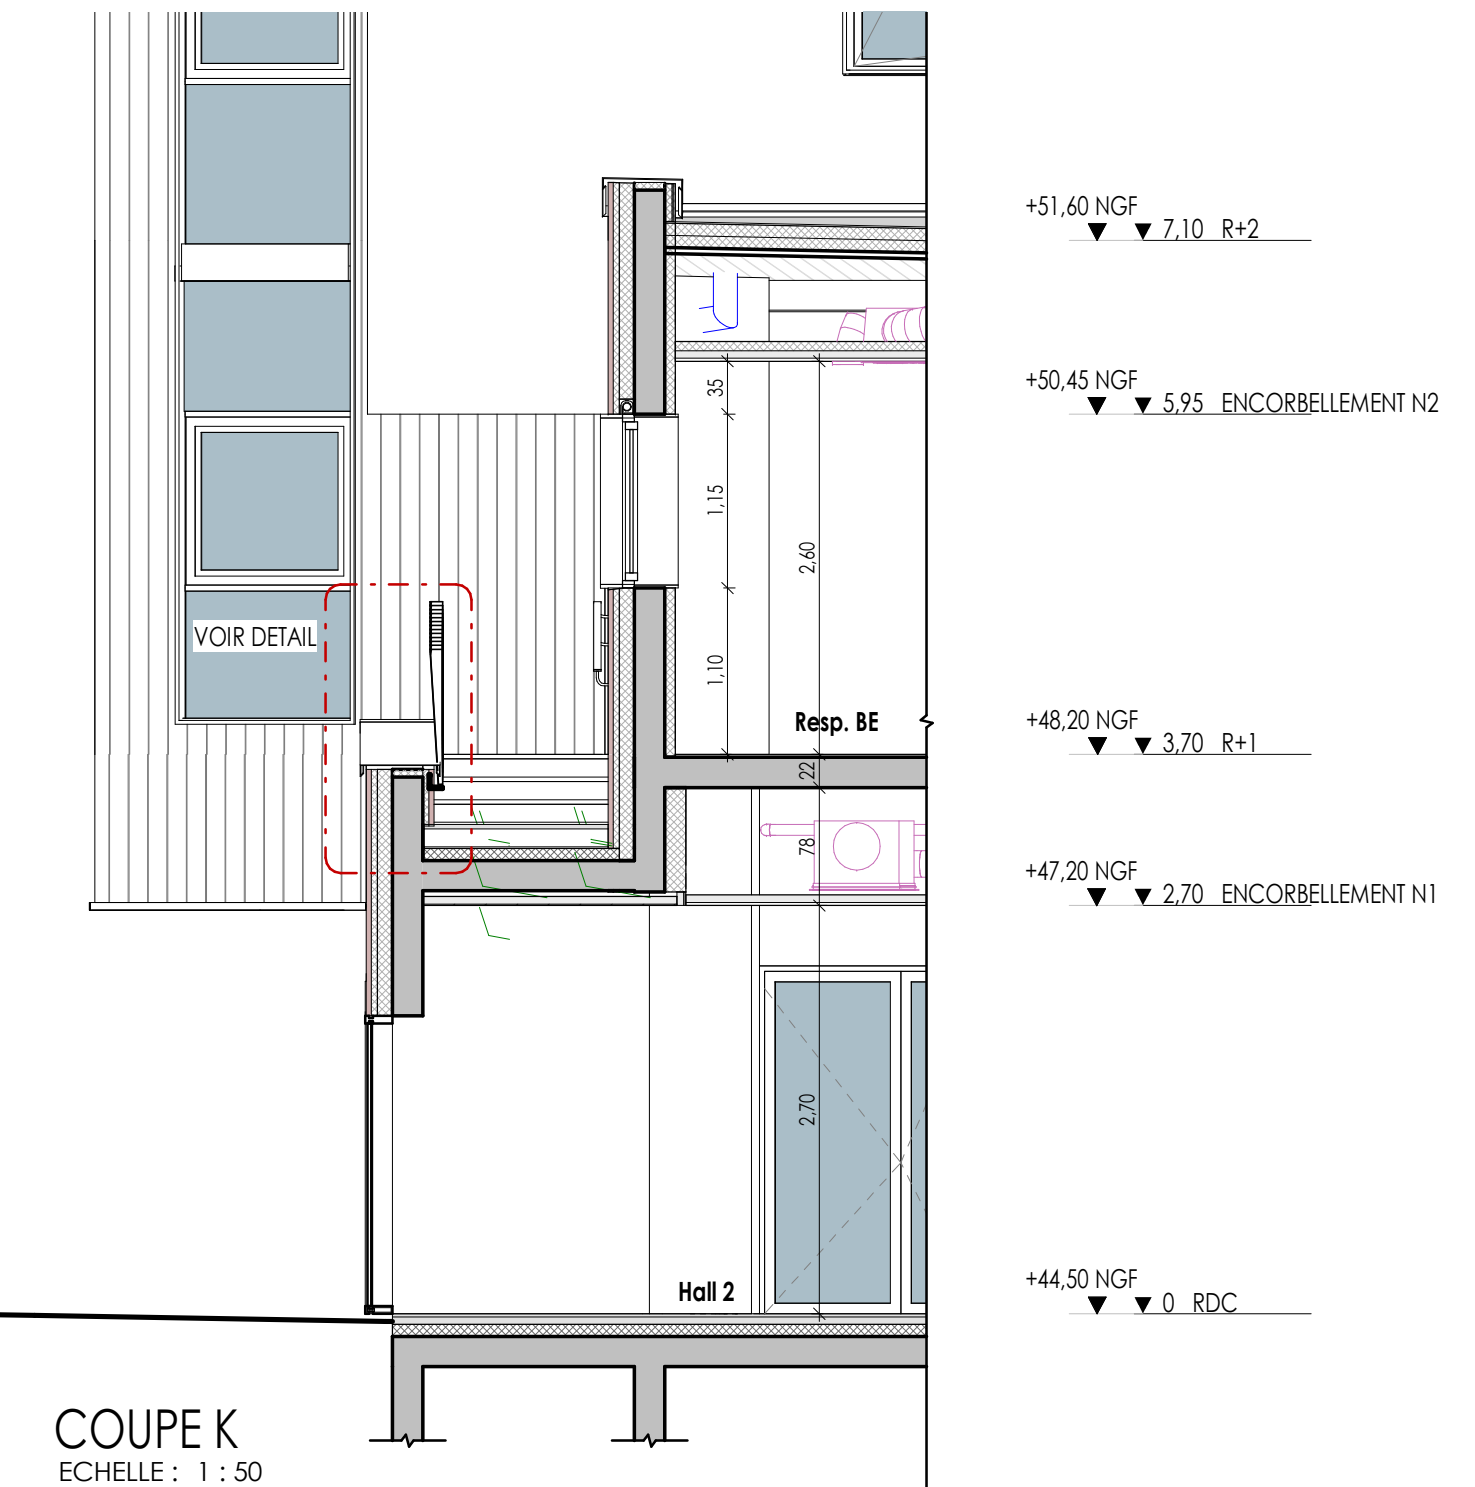 +51,60 NGF
7,10 R+2
+50,45 NGF
5,95 ENCORBELLEMENT N2
35
1,15
2,60
VOIR DETAIL
1,10
Resp. BE
+48,20 NGF
3,70 R+1
22
78
+47,20 NGF
2,70 ENCORBELLEMENT N1
2,70
Hall 2
+44,50 NGF
0 RDC
COUPE K
ECHELLE : 1 : 50